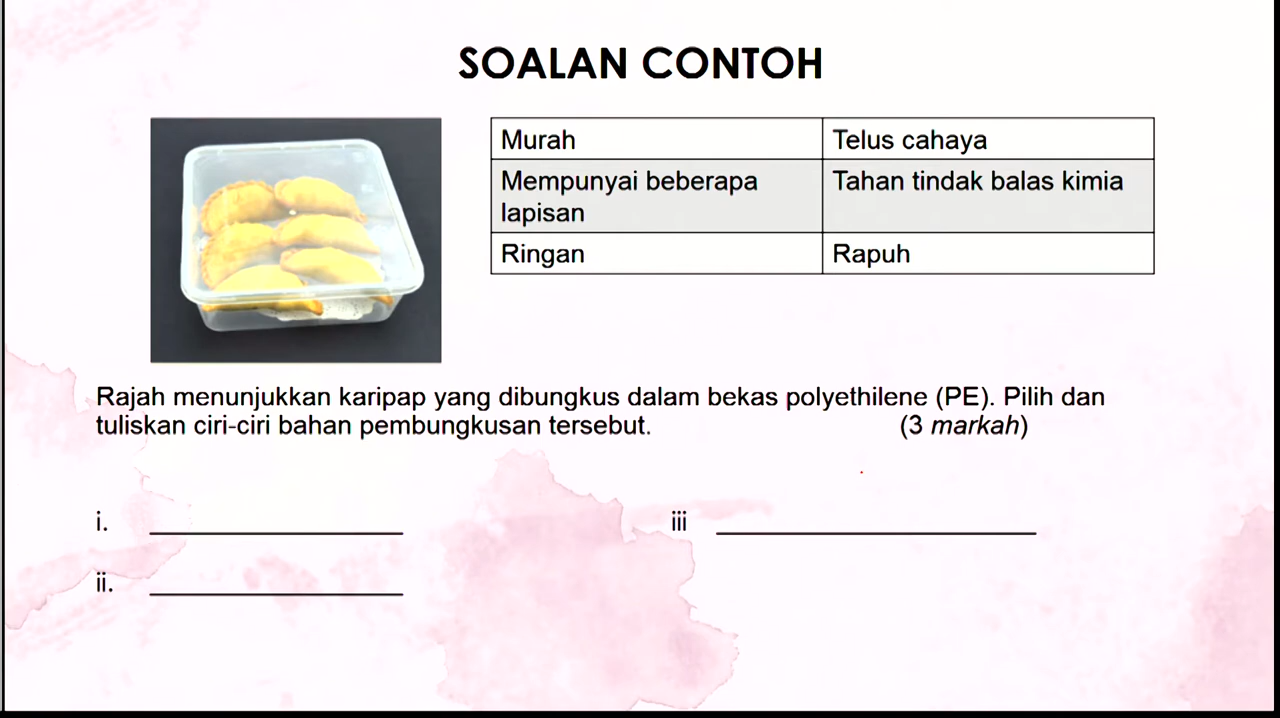 SOALAN CONTOH
Murah
Telus cahaya
Mempunyai beberapa
lapisan
Tahan tindak balas kimia
Ringan
Rapuh
Rajah menunjukkan karipap yang dibungkus dalam bekas polyethilene (PE). Pilih dan
tuliskan ciri-ciri bahan pembungkusan tersebut. (3 markah)
i.
iii
ii.